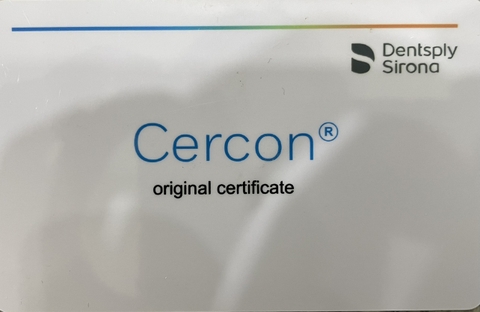 Dentsply
Sirona
Cercon®
original certificate